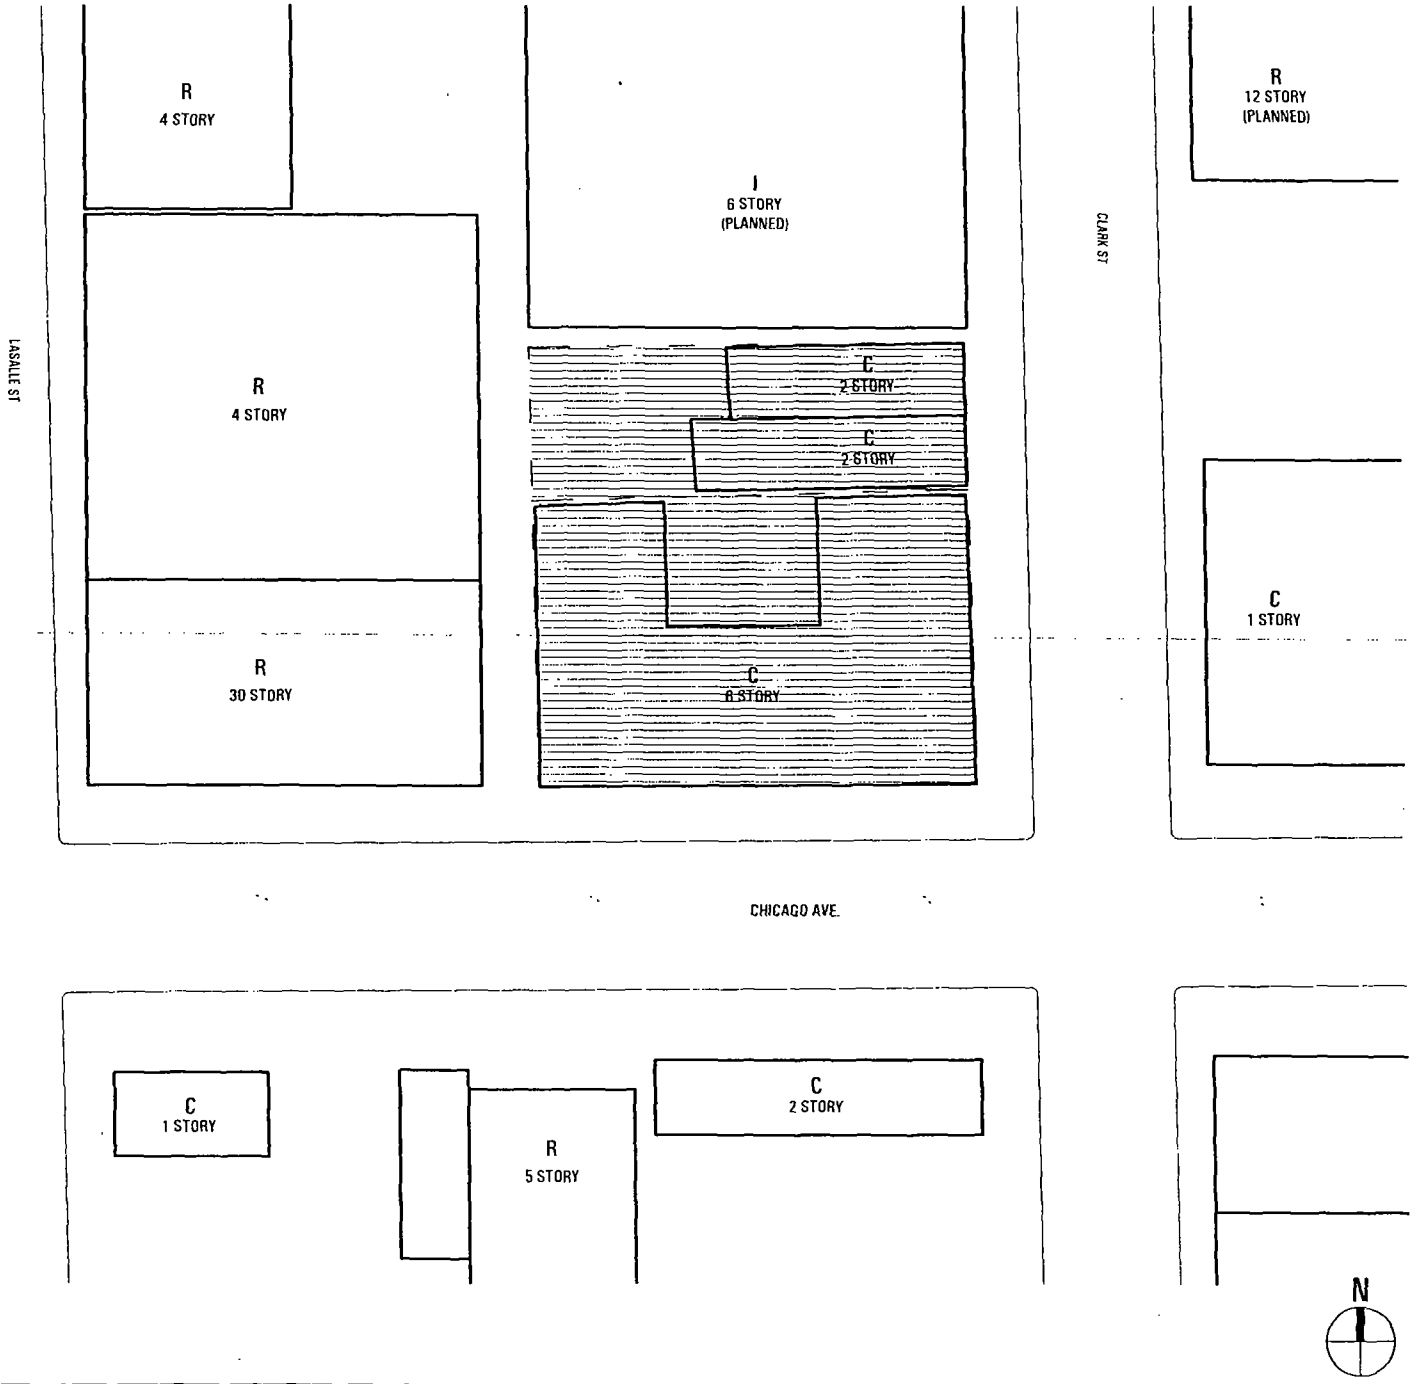 R
4 STORY
R
12 STORY
(PLANNED)
I
6 STORY
(PLANNED)
CLARK ST
LASALLE ST
R
4 STORY
C
2 STORY
C
2 STORY
C
1 STORY
R
30 STORY
C
6 STORY
CHICAGO AVE.
C
1 STORY
R
5 STORY
C
2 STORY
N